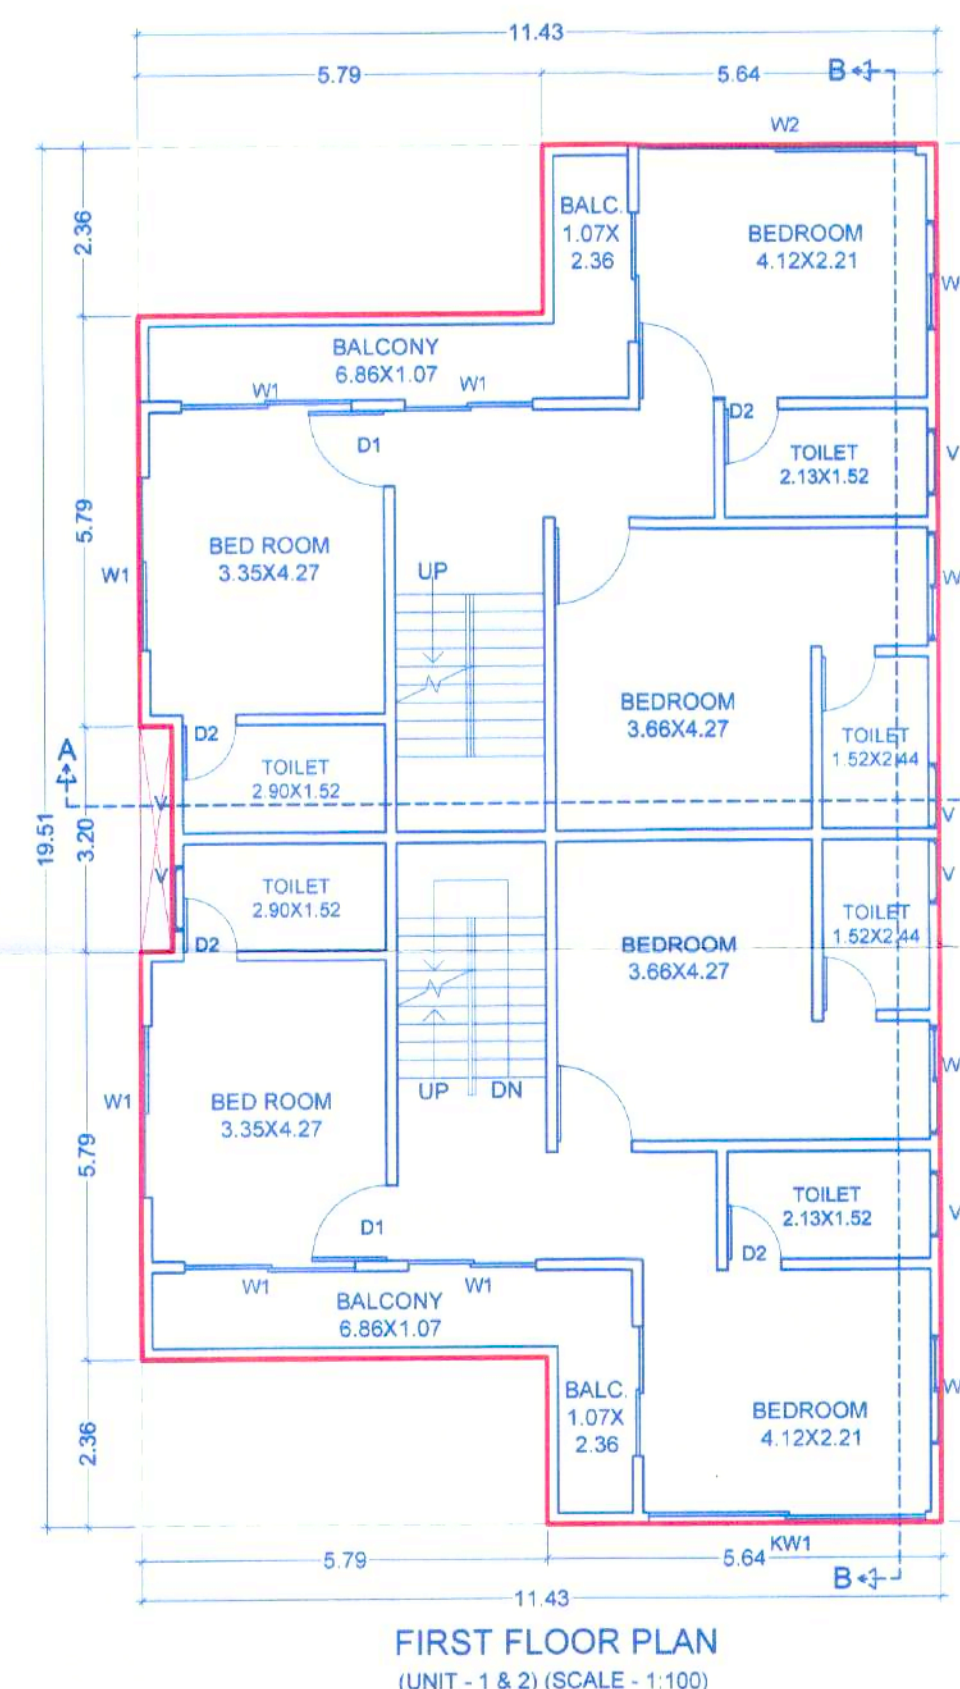 11.43
5.79
5.64
B
W2
2.36
BALC.
1.07X
2.36
BEDROOM
4.12X2.21
W
BALCONY
6.86X1.07
W1
W1
D1
D2
TOILET
2.13X1.52
V
5.79
BED ROOM
3.35X4.27
W1
UP
W
BEDROOM
3.66X4.27
D2
TOILET
2.90X1.52
TOILET
1.52X2.44
A
V
V
19.51
3.20
V
TOILET
2.90X1.52
D2
V
TOILET
1.52X2.44
BEDROOM
3.66X4.27
UP
DN
W
BED ROOM
3.35X4.27
W1
5.79
D1
TOILET
2.13X1.52
V
D2
W1
W1
BALCONY
6.86X1.07
BALC.
1.07X
2.36
W
BEDROOM
4.12X2.21
2.36
KW1
5.79
5.64
B
11.43
FIRST FLOOR PLAN
(UNIT - 1 & 2) (SCALE - 1:100)